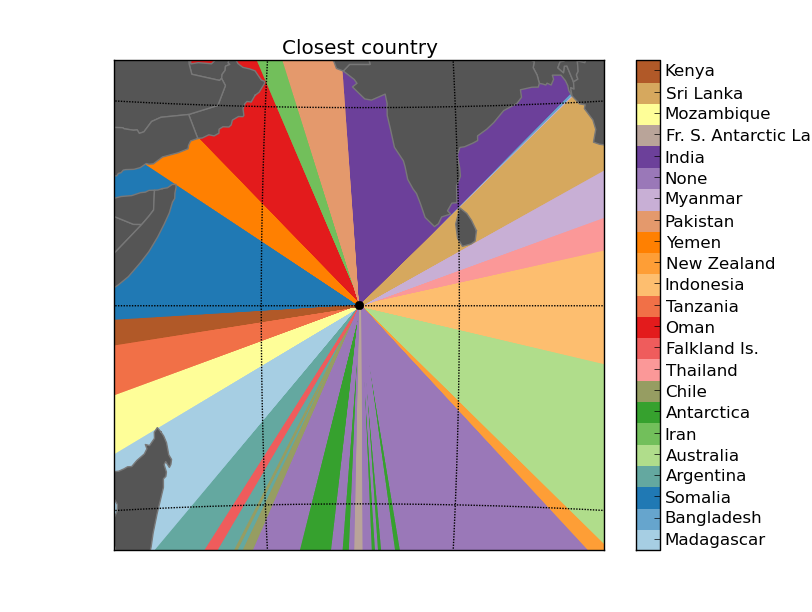 Closest country
Kenya
Sri Lanka
Mozambique
Fr. S. Antarctic La
India
None
Myanmar
Pakistan
Yemen
New Zealand
Indonesia
Tanzania
Oman
Falkland Is.
Thailand
Chile
Antarctica
Iran
Australia
Argentina
Somalia
Bangladesh
Madagascar